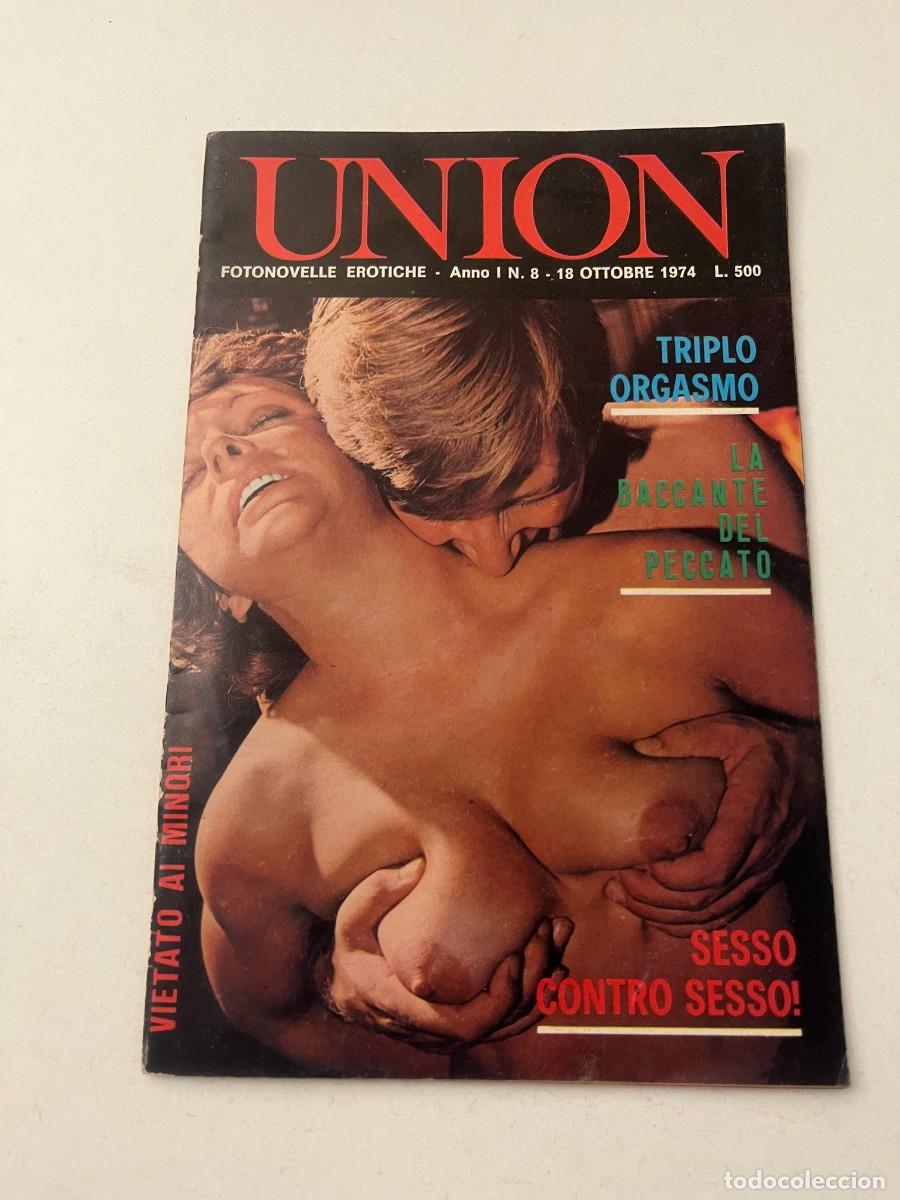 UNION
FOTONOVELLE EROTICHE - Anno I N. 8 - 18 OTTOBRE 1974 L. 500
TRIPLO
ORGASMO
LA
BACCANTE
DEL
PECCATO
VIETATO AI MINORI
SESSO
CONTRO SESSO!
todocoleccion